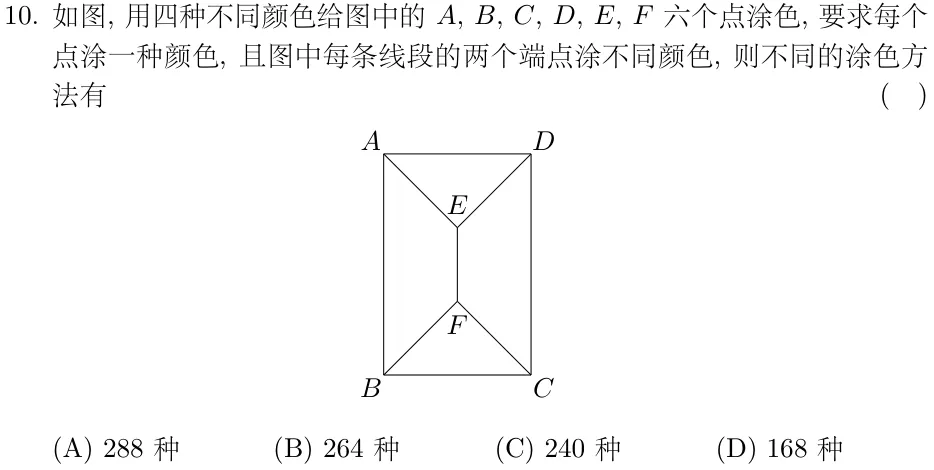 10. 如图, 用四种不同颜色给图中的 A, B, C, D, E, F 六个点涂色, 要求每个
点涂一种颜色, 且图中每条线段的两个端点涂不同颜色, 则不同的涂色方
法有 ( )
A D
E
F
B C
(A) 288 种 (B) 264 种 (C) 240 种 (D) 168 种